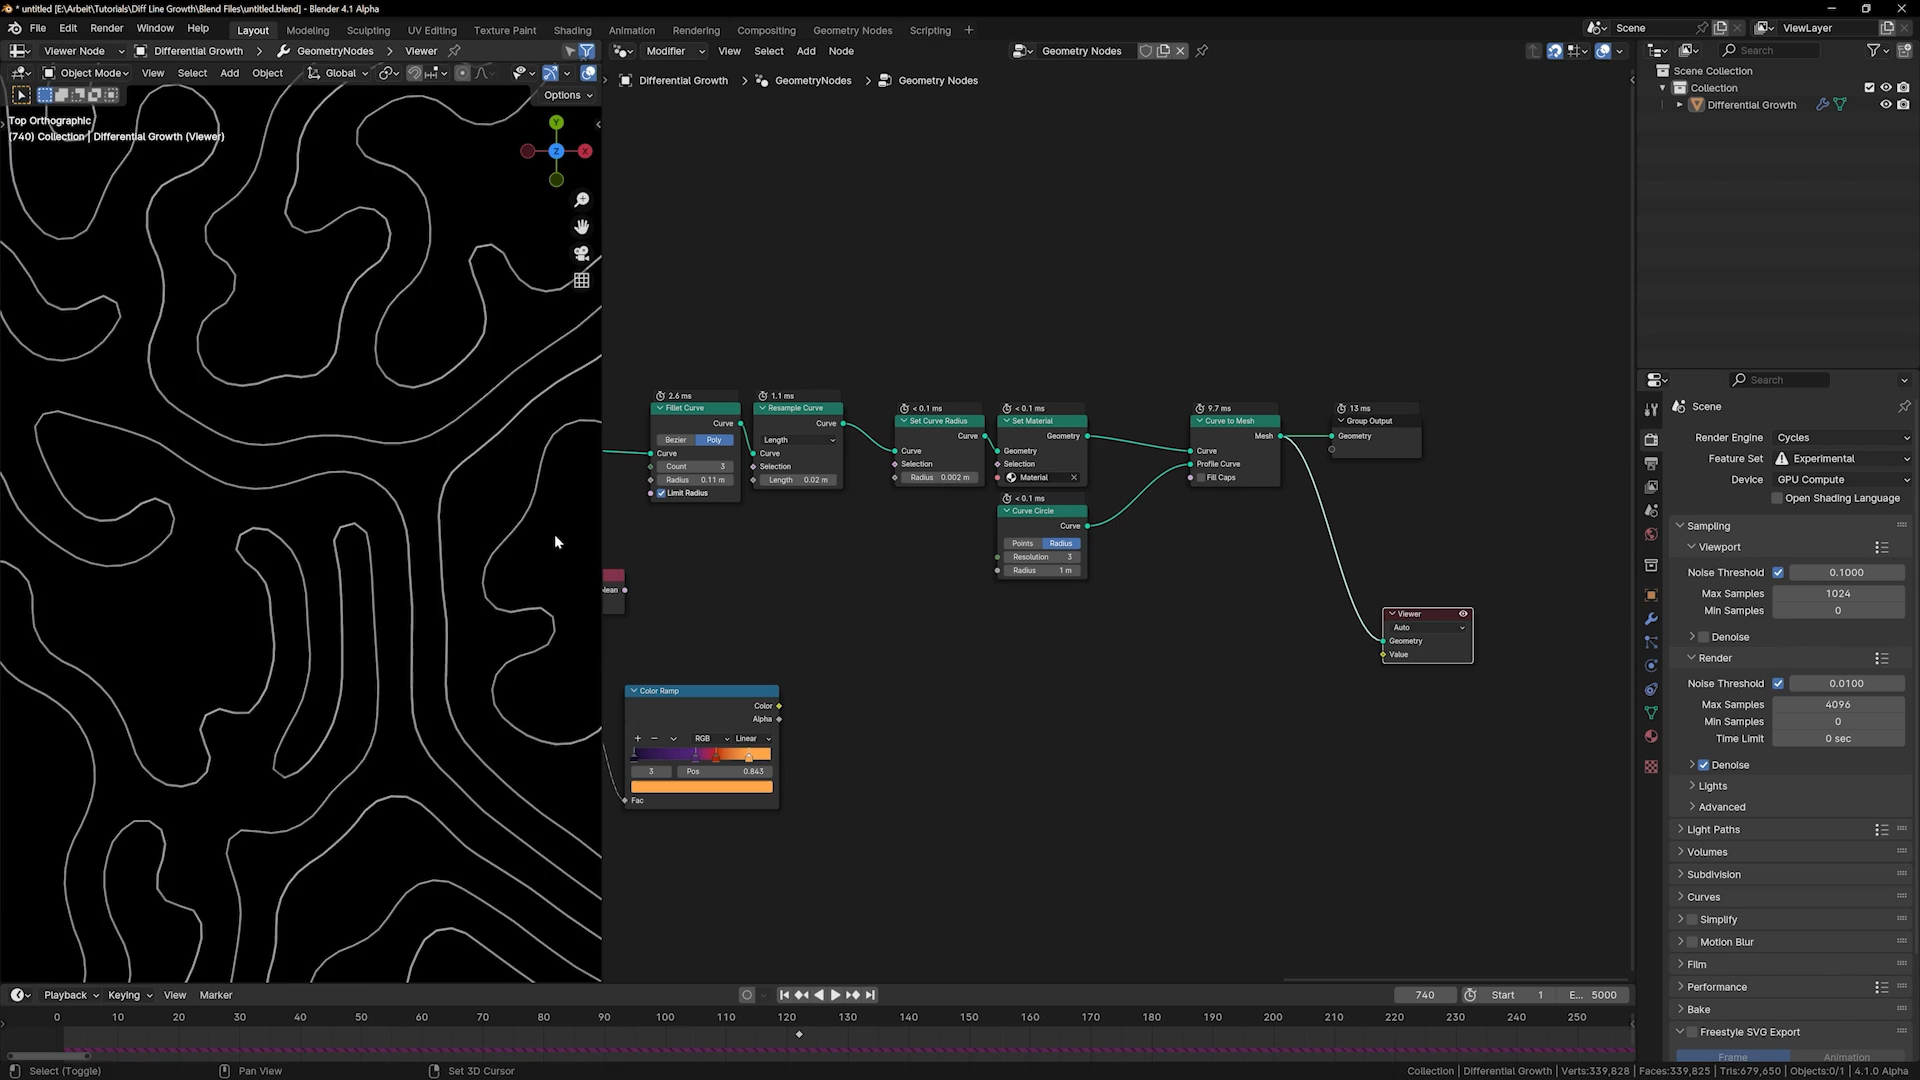 * untitled [E:\Arbeit\Tutorials\Diff Line Growth\Blend Files\untitled.blend] - Blender 4.1 Alpha
File Edit Render Window Help Layout Modeling Sculpting UV Editing Texture Paint Shading Animation Rendering Compositing Geometry Nodes Scripting + Scene ViewLayer
Viewer Node Differential Growth GeometryNodes Viewer
Modifier View Select Add Node Geometry Nodes Search
Object Mode View Select Add Object Global
Options
Top Orthographic
(740) Collection | Differential Growth (Viewer)
Y
Z
X
Differential Growth GeometryNodes Geometry Nodes
Scene Collection
Collection
Differential Growth
2.6 ms
Fillet Curve
Curve
Bezier Poly
Curve
Count 3
Radius 0.11 m
Limit Radius
1.1 ms
Resample Curve
Curve
Length
Curve
Selection
Length 0.02 m
< 0.1 ms
Set Curve Radius
Curve
Curve
Selection
Radius 0.002 m
< 0.1 ms
Set Material
Geometry
Geometry
Selection
Material
< 0.1 ms
Curve Circle
Curve
Points Radius
Resolution 3
Radius 1 m
9.7 ms
Curve to Mesh
Mesh
Curve
Profile Curve
Fill Caps
13 ms
Group Output
Geometry
Viewer
Auto
Geometry
Value
lean
Color Ramp
Color
Alpha
+ − RGB Linear
3 Pos 0.843
Fac
Search
Scene
Render Engine Cycles
Feature Set Experimental
Device GPU Compute
Open Shading Language
Sampling
Viewport
Noise Threshold 0.1000
Max Samples 1024
Min Samples 0
Denoise
Render
Noise Threshold 0.0100
Max Samples 4096
Min Samples 0
Time Limit 0 sec
Denoise
Lights
Advanced
Light Paths
Volumes
Subdivision
Curves
Simplify
Motion Blur
Film
Performance
Bake
Freestyle SVG Export
Frame Animation
Playback Keying View Marker 740 Start 1 E... 5000
0 10 20 30 40 50 60 70 80 90 100 110 120 130 140 150 160 170 180 190 200 210 220 230 240 250
Select (Toggle) Pan View Set 3D Cursor Collection | Differential Growth | Verts:339,828 | Faces:339,825 | Tris:679,650 | Objects:0/1 | 4.1.0 Alpha